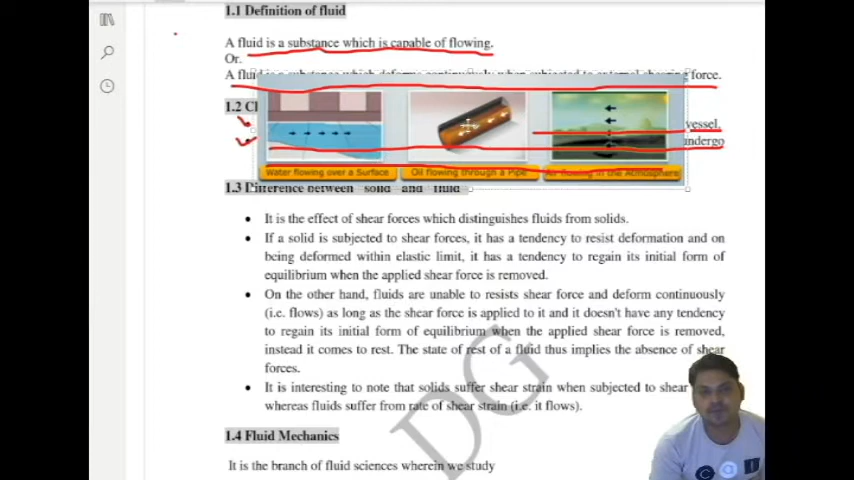 1.1 Definition of fluid
A fluid is a substance which is capable of flowing.
Or.
A fluid is a substance which deforms continuously when subjected to external shearing force.
1.2 C
vessel.
undergo
Water flowing over a Surface
Oil flowing through a Pipe
Air flowing in the Atmosphere
1.3 Difference between solid and fluid
• It is the effect of shear forces which distinguishes fluids from solids.
• If a solid is subjected to shear forces, it has a tendency to resist deformation and on
being deformed within elastic limit, it has a tendency to regain its initial form of
equilibrium when the applied shear force is removed.
• On the other hand, fluids are unable to resists shear force and deform continuously
(i.e. flows) as long as the shear force is applied to it and it doesn't have any tendency
to regain its initial form of equilibrium when the applied shear force is removed,
instead it comes to rest. The state of rest of a fluid thus implies the absence of shear
forces.
• It is interesting to note that solids suffer shear strain when subjected to shear
whereas fluids suffer from rate of shear strain (i.e. it flows).
DG
1.4 Fluid Mechanics
It is the branch of fluid sciences wherein we study